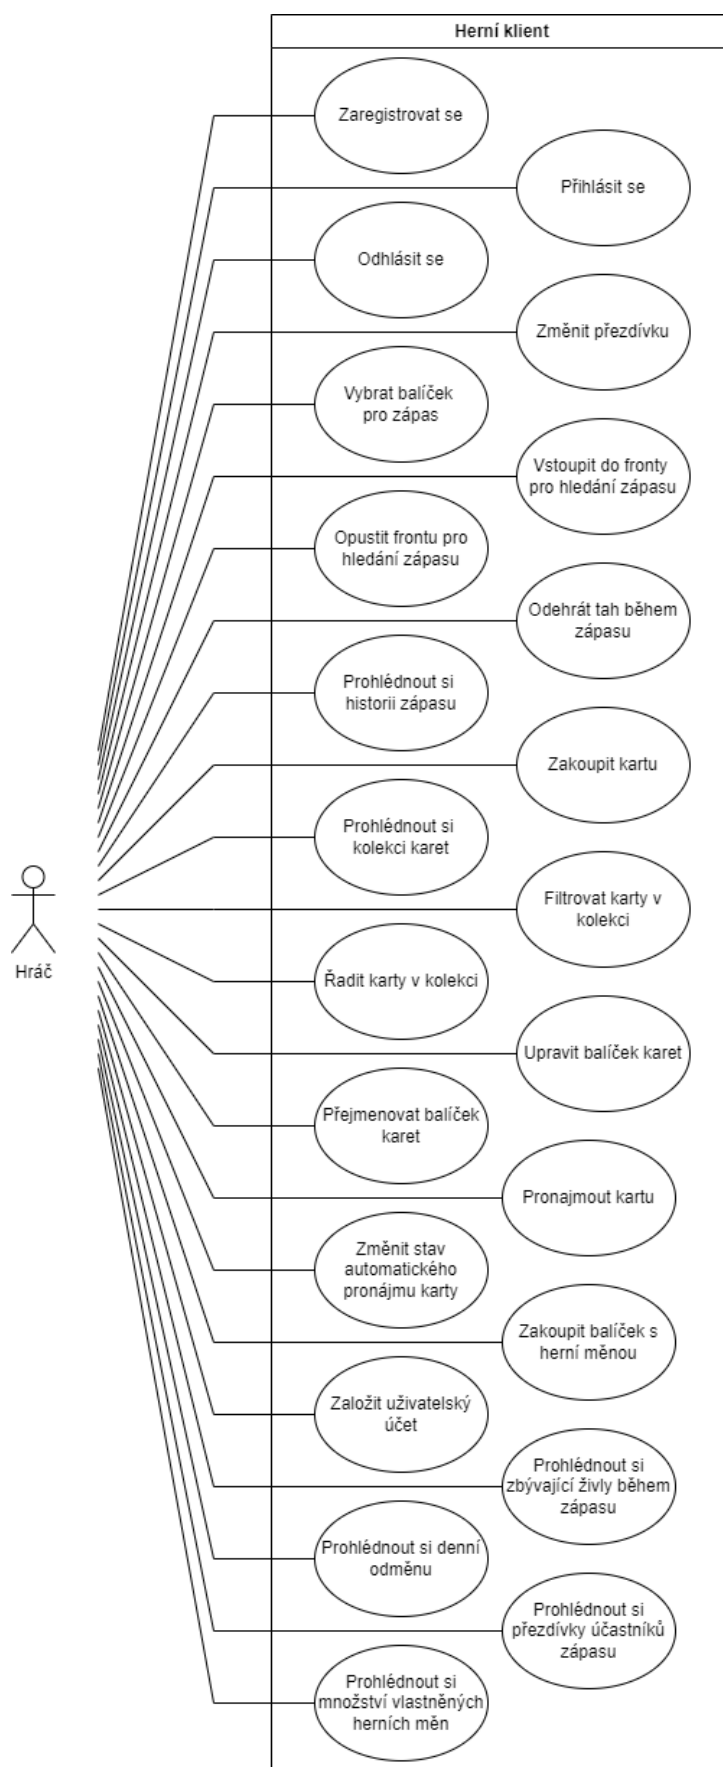 Herní klient
Zaregistrovat se
Přihlásit se
Odhlásit se
Změnit přezdívku
Vybrat balíček
pro zápas
Vstoupit do fronty
pro hledání zápasu
Opustit frontu pro
hledání zápasu
Odehrát tah během
zápasu
Prohlédnout si
historii zápasu
Zakoupit kartu
Prohlédnout si
kolekci karet
Filtrovat karty v
kolekci
Hráč
Řadit karty v kolekci
Upravit balíček karet
Přejmenovat balíček
karet
Pronajmout kartu
Změnit stav
automatického
pronájmu karty
Zakoupit balíček s
herní měnou
Založit uživatelský
účet
Prohlédnout si
zbývající živly během
zápasu
Prohlédnout si denní
odměnu
Prohlédnout si
přezdívky účastníků
zápasu
Prohlédnout si
množství vlastněných
herních měn